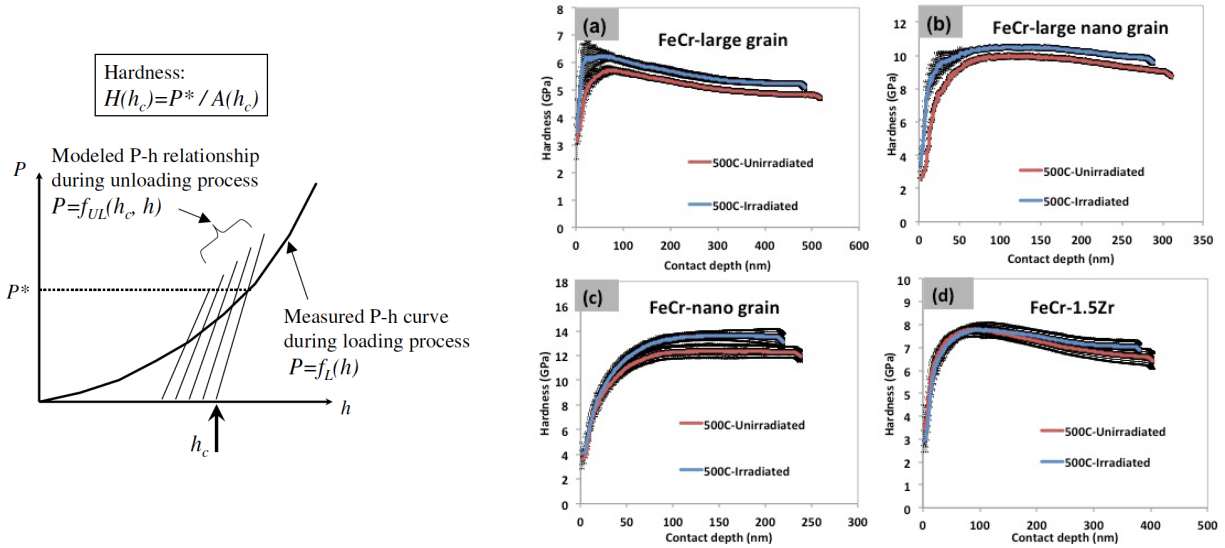 Hardness:
H(hc)=P* / A(hc)
Modeled P-h relationship
during unloading process
P=fUL(hc, h)
P
P*
Measured P-h curve
during loading process
P=fL(h)
h
hc
(a)
FeCr-large grain
Hardness (GPa)
8
7
6
5
4
3
2
1
0
500C-Unirradiated
500C-Irradiated
0 100 200 300 400 500 600
Contact depth (nm)
(b)
FeCr-large nano grain
Hardness (GPa)
12
10
8
6
4
2
0
500C-Unirradiated
500C-Irradiated
0 50 100 150 200 250 300 350
Contact depth (nm)
(c)
FeCr-nano grain
Hardness (GPa)
18
16
14
12
10
8
6
4
2
0
500C-Unirradiated
500C-Irradiated
0 50 100 150 200 250 300
Contact depth (nm)
(d)
FeCr-1.5Zr
Hardness (GPa)
10
9
8
7
6
5
4
3
2
1
0
500C-Unirradiated
500C-Irradiated
0 100 200 300 400 500
Contact depth (nm)